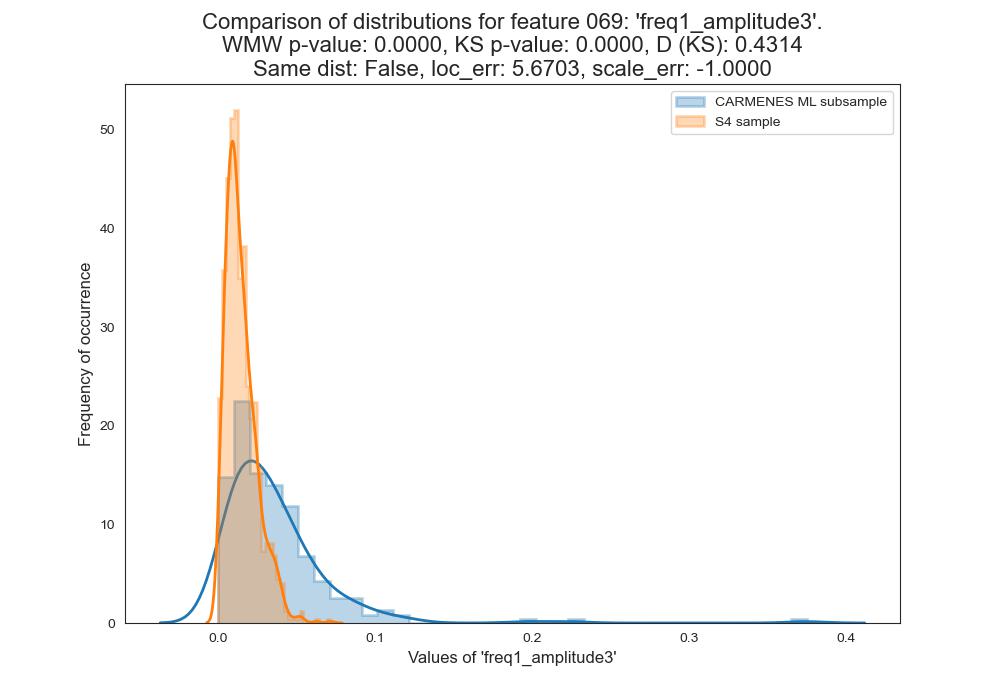 Comparison of distributions for feature 069: 'freq1_amplitude3'.
WMW p-value: 0.0000, KS p-value: 0.0000, D (KS): 0.4314
Same dist: False, loc_err: 5.6703, scale_err: -1.0000
CARMENES ML subsample
S4 sample
50
40
30
20
10
0
Frequency of occurrence
0.0
0.1
0.2
0.3
0.4
Values of 'freq1_amplitude3'